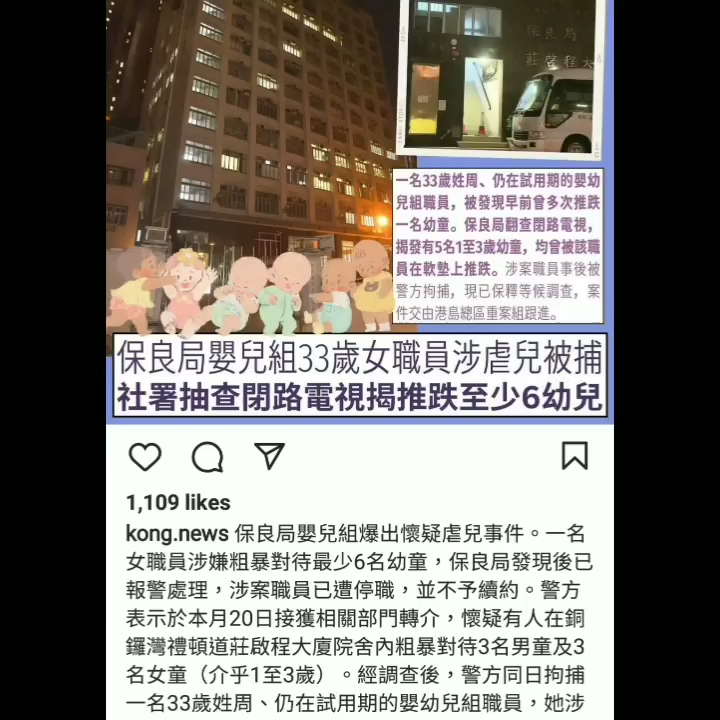 保良局
莊啓程大
一名33歲姓周、仍在試用期的嬰幼
兒組職員，被發現早前曾多次推跌
一名幼童。保良局翻查閉路電視，
揭發有5名1至3歲幼童，均曾被該職
員在軟墊上推跌。涉案職員事後被
警方拘捕，現已保釋等候調查，案
件交由港島總區重案組跟進。
保良局嬰兒組33歲女職員涉虐兒被捕
社署抽查閉路電視揭推跌至少6幼兒
1,109 likes
kong.news 保良局嬰兒組爆出懷疑虐兒事件。一名
女職員涉嫌粗暴對待最少6名幼童，保良局發現後已
報警處理，涉案職員已遭停職，並不予續約。警方
表示於本月20日接獲相關部門轉介，懷疑有人在銅
鑼灣禮頓道莊啟程大廈院舍內粗暴對待3名男童及3
名女童（介乎1至3歲）。經調查後，警方同日拘捕
一名33歲姓周、仍在試用期的嬰幼兒組職員，她涉